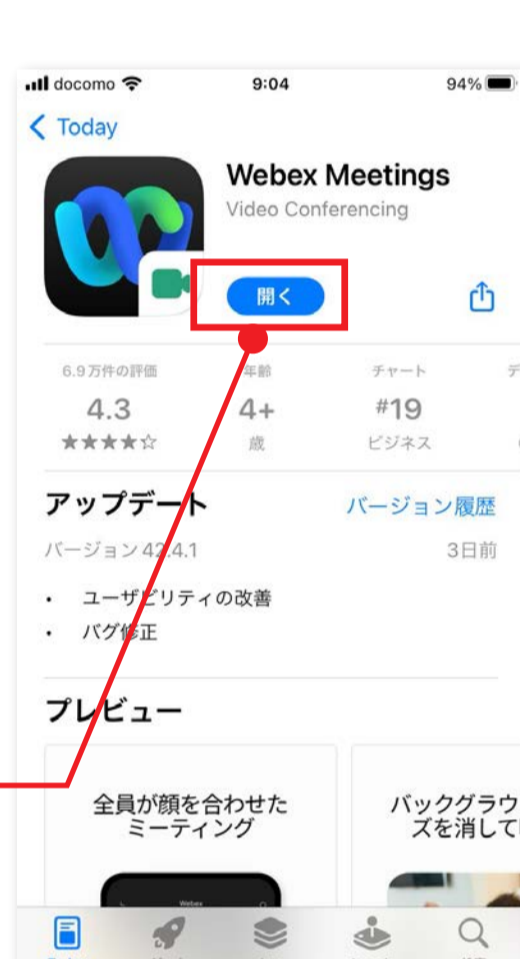 docomo 9:04 94%
Today
Webex Meetings
Video Conferencing
開く
6.9万件の評価 年齢 チャート
4.3 4+ #19
★★★★☆ 歳 ビジネス
アップデート バージョン履歴
バージョン 42.4.1 3日前
• ユーザビリティの改善
• バグ修正
プレビュー
全員が顔を合わせた バックグラウ
ミーティング ズを消して
Webex